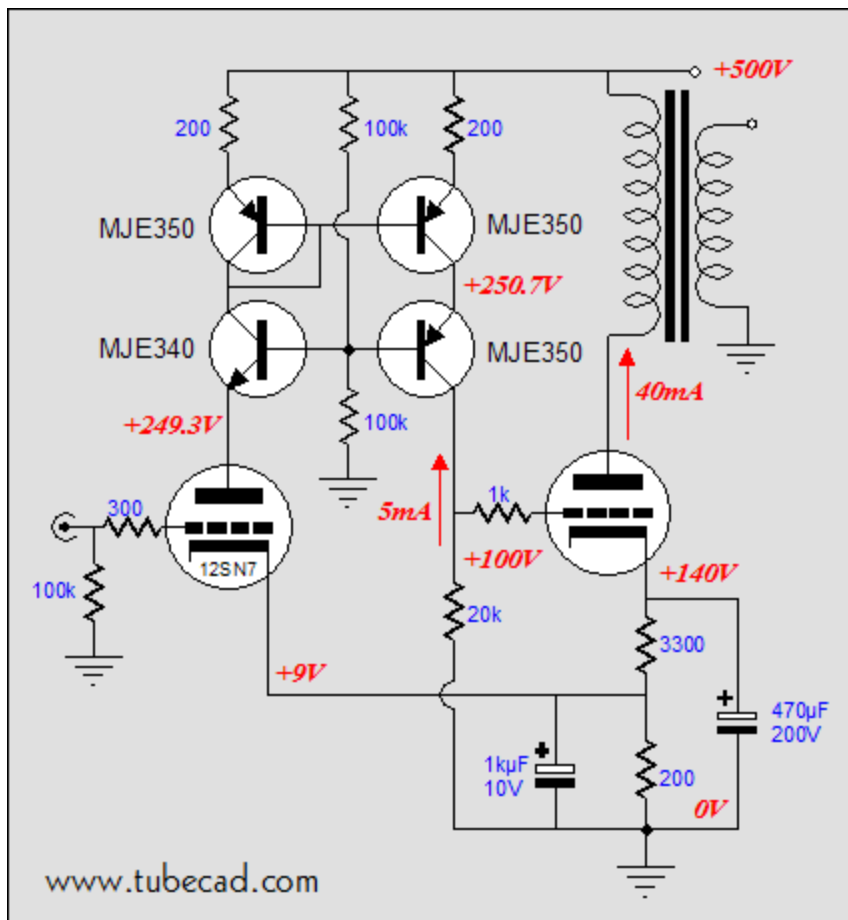 +500V
200
100k
200
MJE350
MJE350
+250.7V
MJE340
MJE350
+249.3V
100k
40mA
300
5mA
1k
12SN7
+100V
+140V
100k
20k
3300
+9V
470µF
200V
1kµF
10V
200
0V
www.tubecad.com